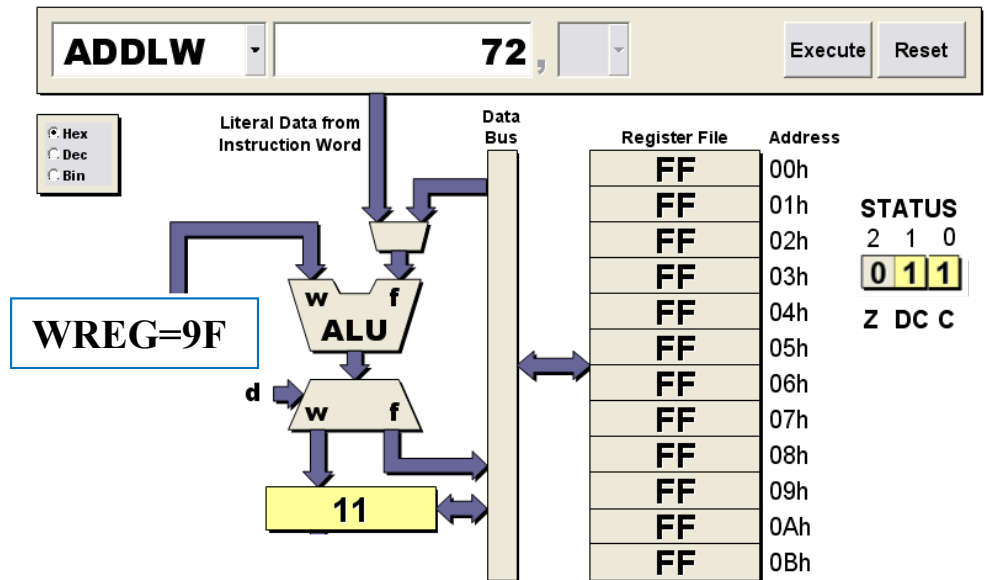 ADDLW 72 , Execute Reset
Hex
Dec
Bin
Literal Data from
Instruction Word
Data
Bus
Register File Address
FF 00h
FF 01h
FF 02h
FF 03h
FF 04h
FF 05h
FF 06h
FF 07h
FF 08h
FF 09h
FF 0Ah
FF 0Bh
STATUS
2 1 0
0 1 1
Z DC C
w f
ALU
WREG=9F
d
w f
11